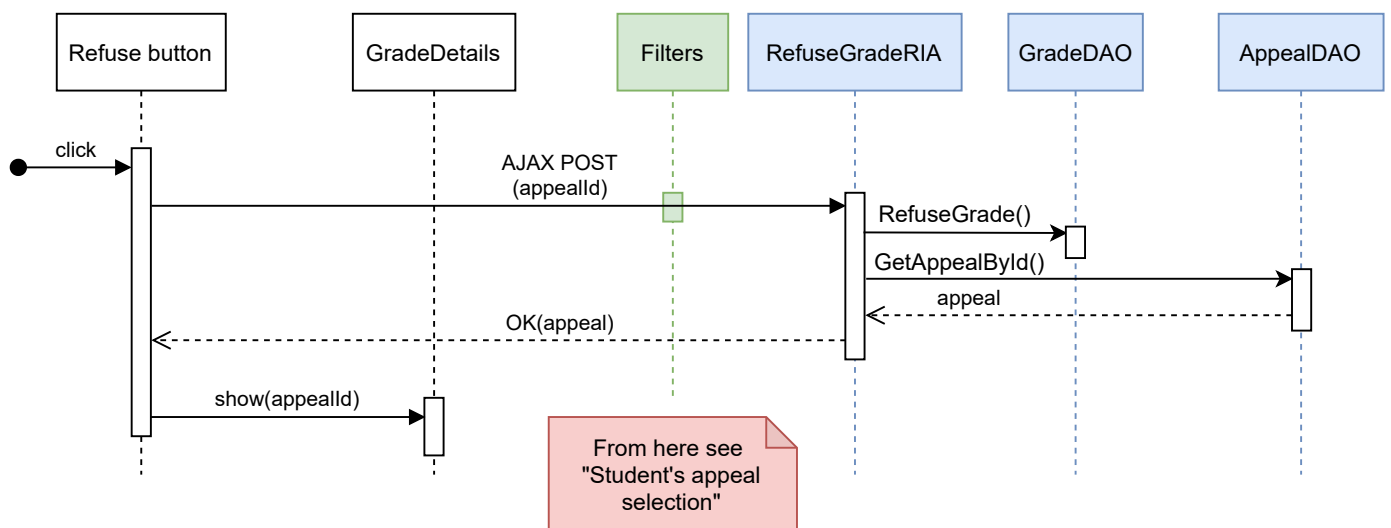 Refuse button
GradeDetails
Filters
RefuseGradeRIA
GradeDAO
AppealDAO
click
AJAX POST
(appealId)
RefuseGrade()
GetAppealById()
appeal
OK(appeal)
show(appealId)
From here see
"Student's appeal
selection"